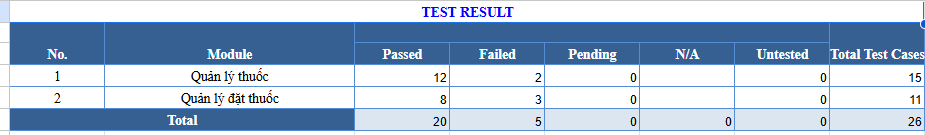 TEST RESULT
No. Module Passed Failed Pending N/A Untested Total Test Cases
1 Quản lý thuốc 12 2 0 0 15
2 Quản lý đặt thuốc 8 3 0 0 11
Total 20 5 0 0 0 26